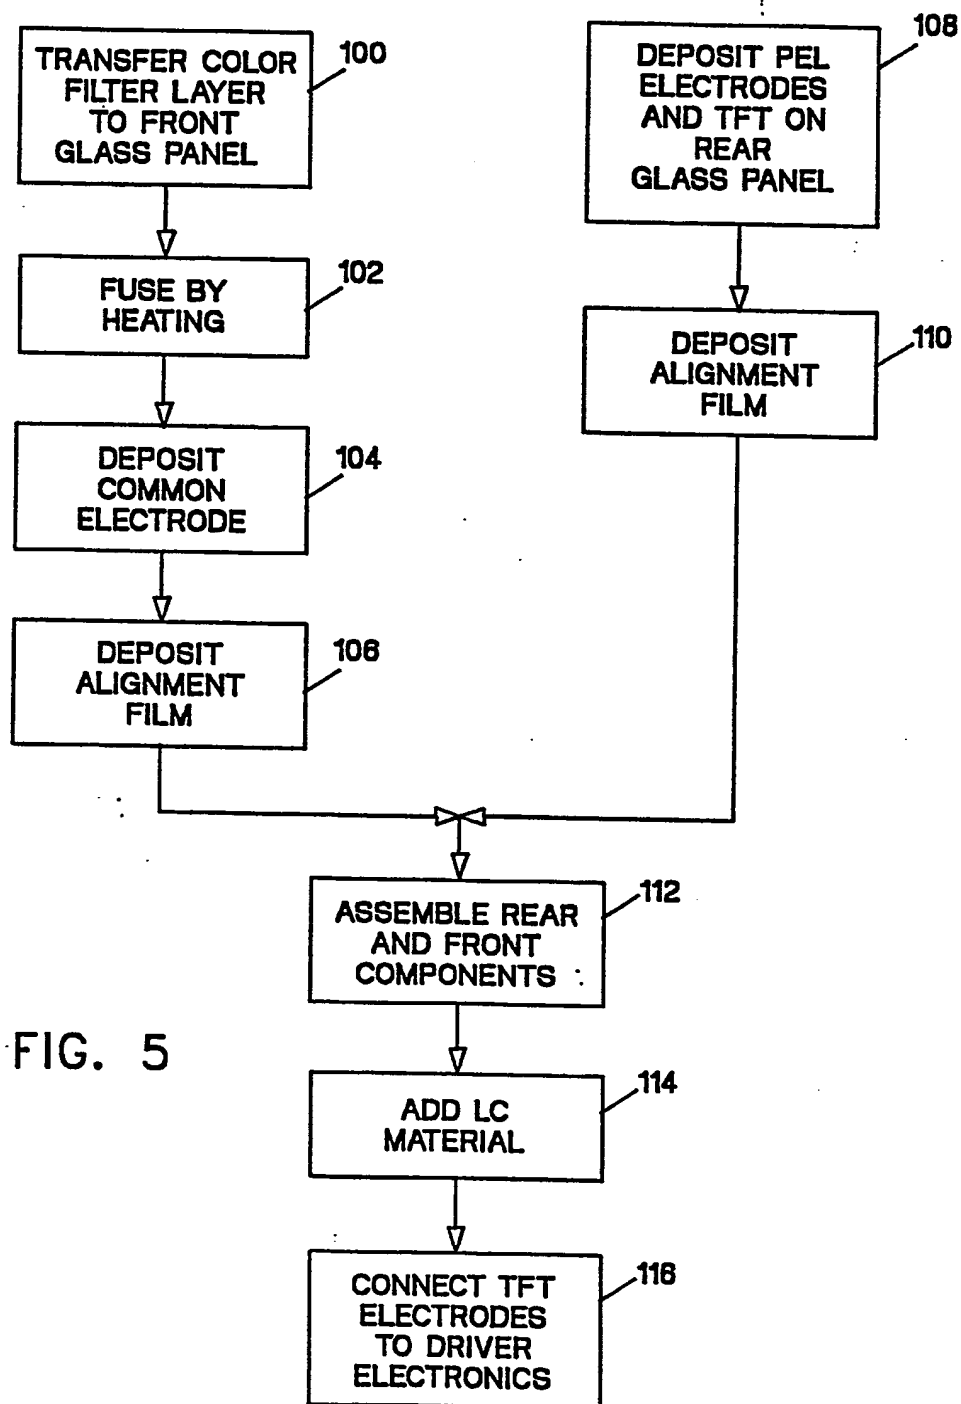 TRANSFER COLOR
FILTER LAYER
TO FRONT
GLASS PANEL
100
FUSE BY
HEATING
102
DEPOSIT
COMMON
ELECTRODE
104
DEPOSIT
ALIGNMENT
FILM
106
DEPOSIT PEL
ELECTRODES
AND TFT ON
REAR
GLASS PANEL
108
DEPOSIT
ALIGNMENT
FILM
110
ASSEMBLE REAR
AND FRONT
COMPONENTS
112
ADD LC
MATERIAL
114
CONNECT TFT
ELECTRODES
TO DRIVER
ELECTRONICS
116
FIG. 5